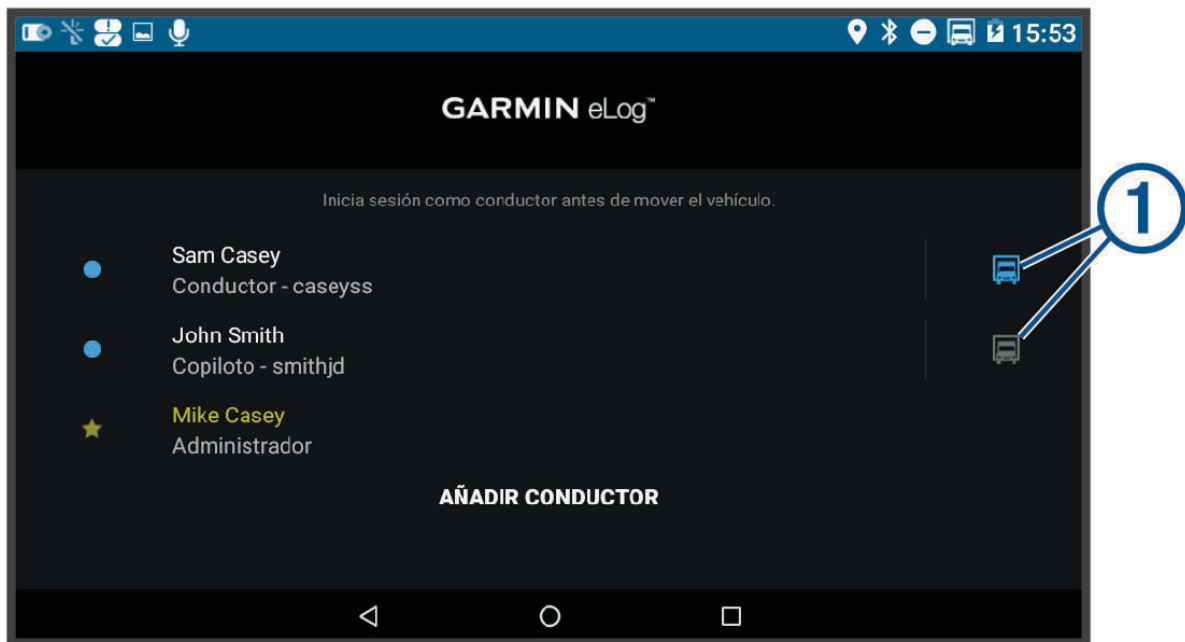 15:53
GARMIN eLog™
Inicia sesión como conductor antes de mover el vehículo.
1
Sam Casey
Conductor - caseyss
John Smith
Copiloto - smithjd
Mike Casey
Administrador
AÑADIR CONDUCTOR